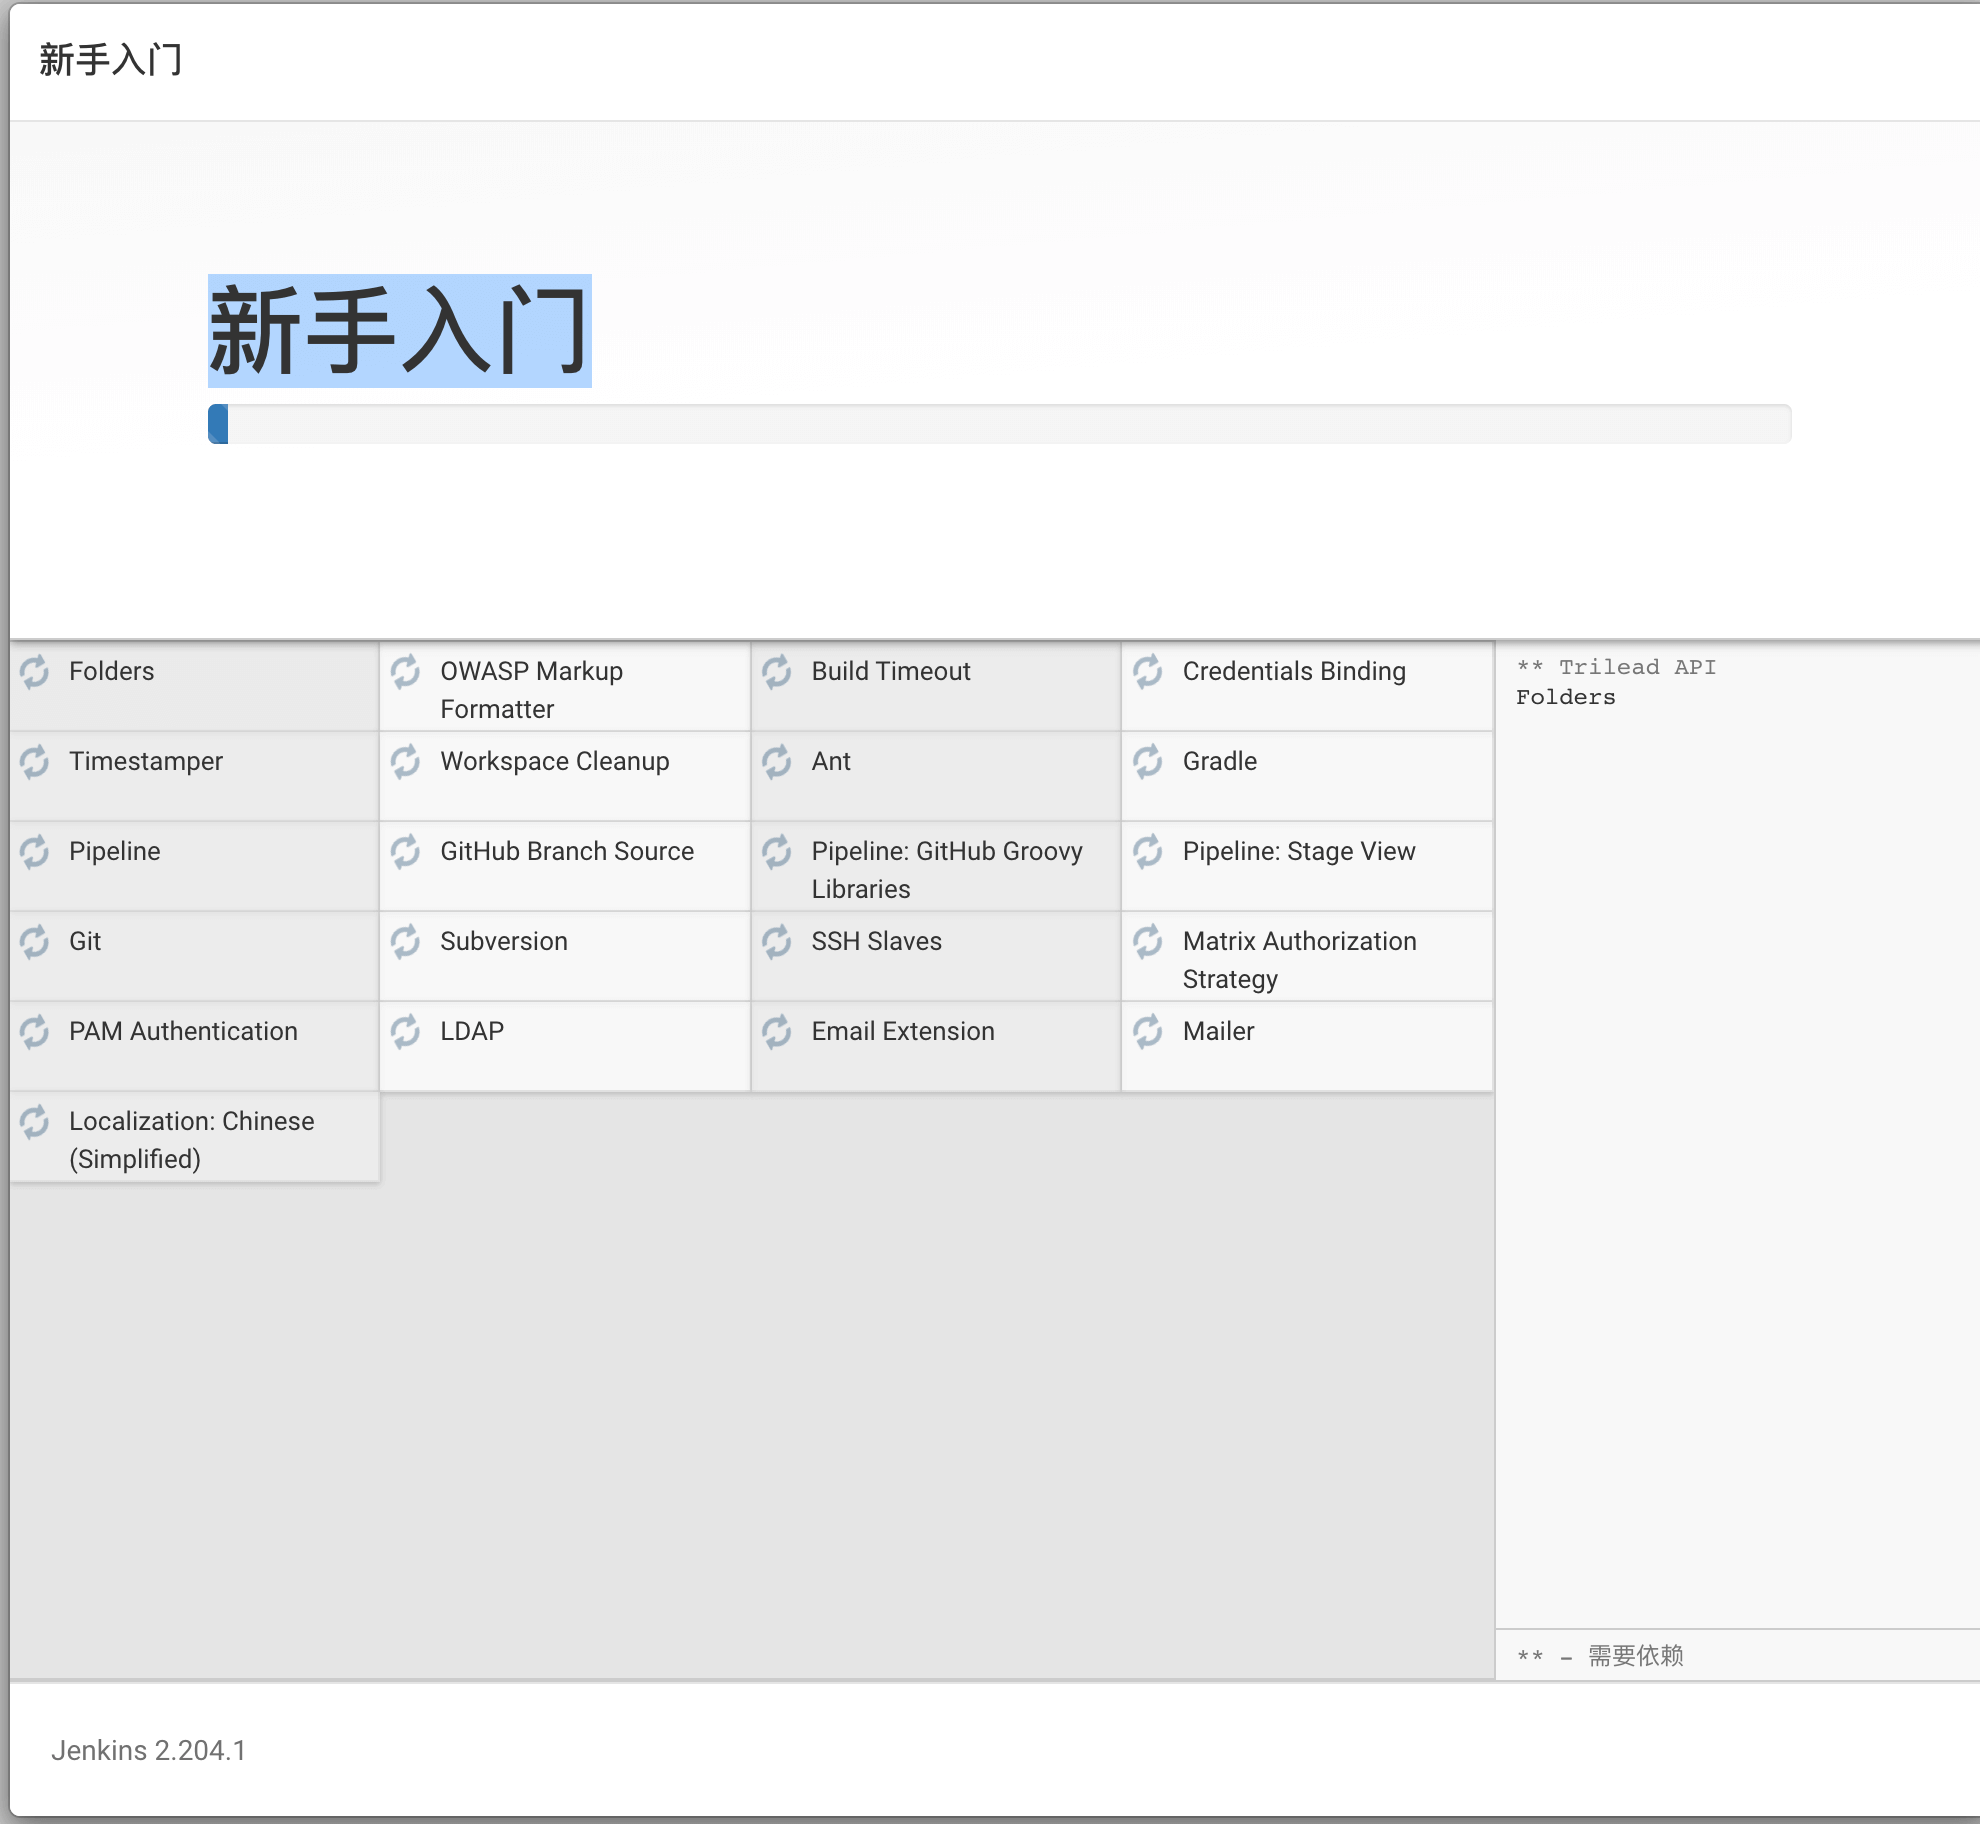 新手入门
新手入门
Folders
OWASP Markup
Formatter
Build Timeout
Credentials Binding
Timestamper
Workspace Cleanup
Ant
Gradle
Pipeline
GitHub Branch Source
Pipeline: GitHub Groovy
Libraries
Pipeline: Stage View
Git
Subversion
SSH Slaves
Matrix Authorization
Strategy
PAM Authentication
LDAP
Email Extension
Mailer
Localization: Chinese
(Simplified)
** Trilead API
Folders
** - 需要依赖
Jenkins 2.204.1